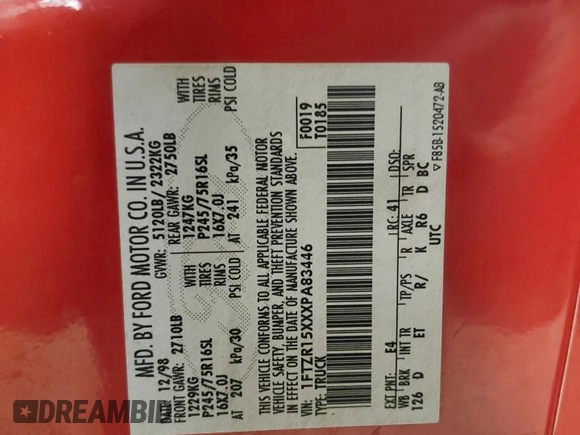 MFD. BY FORD MOTOR CO. IN U.S.A.
DATE: 12/98 GVWR: 5120LB/ 2322KG
FRONT GAWR: 2710LB REAR GAWR: 2750LB
1229KG WITH 1247KG WITH
P245/75R16SL TIRES P245/75R16SL TIRES
16X7.0J RIMS 16X7.0J RIMS
AT 207 kPa/30 PSI COLD AT 241 kPa/35 PSI COLD
THIS VEHICLE CONFORMS TO ALL APPLICABLE FEDERAL MOTOR
VEHICLE SAFETY, BUMPER, AND THEFT PREVENTION STANDARDS
IN EFFECT ON THE DATE OF MANUFACTURE SHOWN ABOVE.
VIN: 1FTZR15XXXPA83446 F0019
TYPE: TRUCK T0185
EXT PNT: E4 RC: 41 DSO:
WB BRK INT TR TP/PS R AXLE TR SPR
126 D ET R/ K R6 D BC
UTC ▽ F85B-1520472-AB
DREAMBID